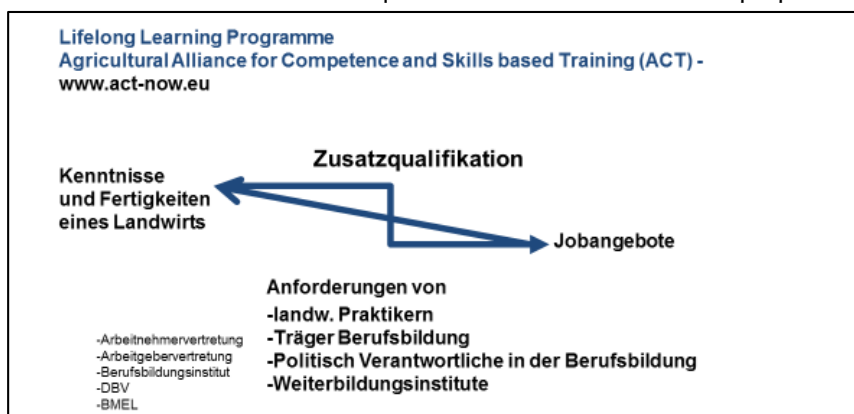 Lifelong Learning Programme
Agricultural Alliance for Competence and Skills based Training (ACT) -
www.act-now.eu
Zusatzqualifikation
Kenntnisse
und Fertigkeiten
eines Landwirts
Jobangebote
Anforderungen von
-landw. Praktikern
-Träger Berufsbildung
-Politisch Verantwortliche in der Berufsbildung
-Weiterbildungsinstitute
-Arbeitnehmervertretung
-Arbeitgebervertretung
-Berufsbildungsinstitut
-DBV
-BMEL